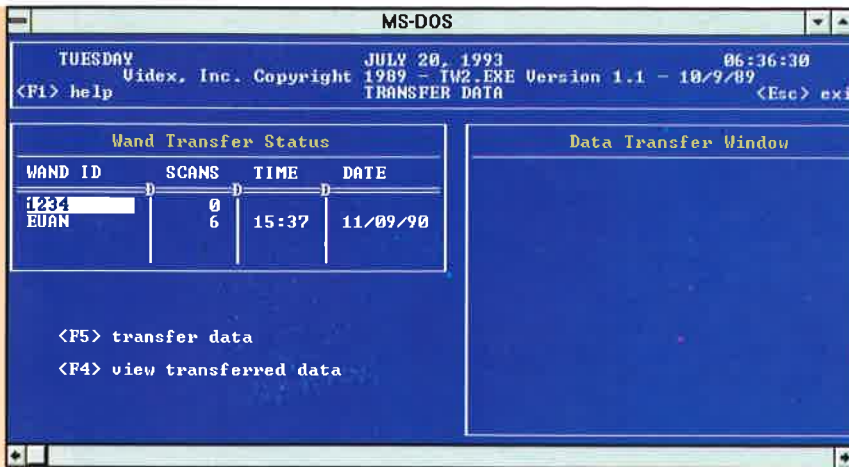 MS-DOS
TUESDAY JULY 20, 1993 06:36:30
Videx, Inc. Copyright 1989 - TW2.EXE Version 1.1 - 10/9/89
<F1> help TRANSFER DATA <Esc> exi
Wand Transfer Status
WAND ID SCANS TIME DATE
1234 0
EUAN 6 15:37 11/09/90
<F5> transfer data
<F4> view transferred data
Data Transfer Window